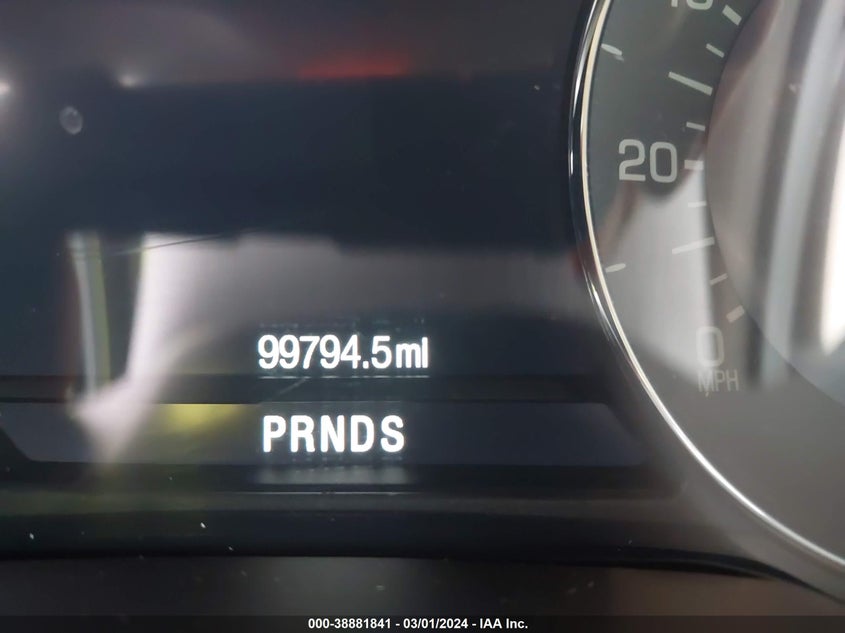 20
0
MPH
99794.5mi
PRNDS
000-38881841 / 03/01/2024 - IAA Inc.